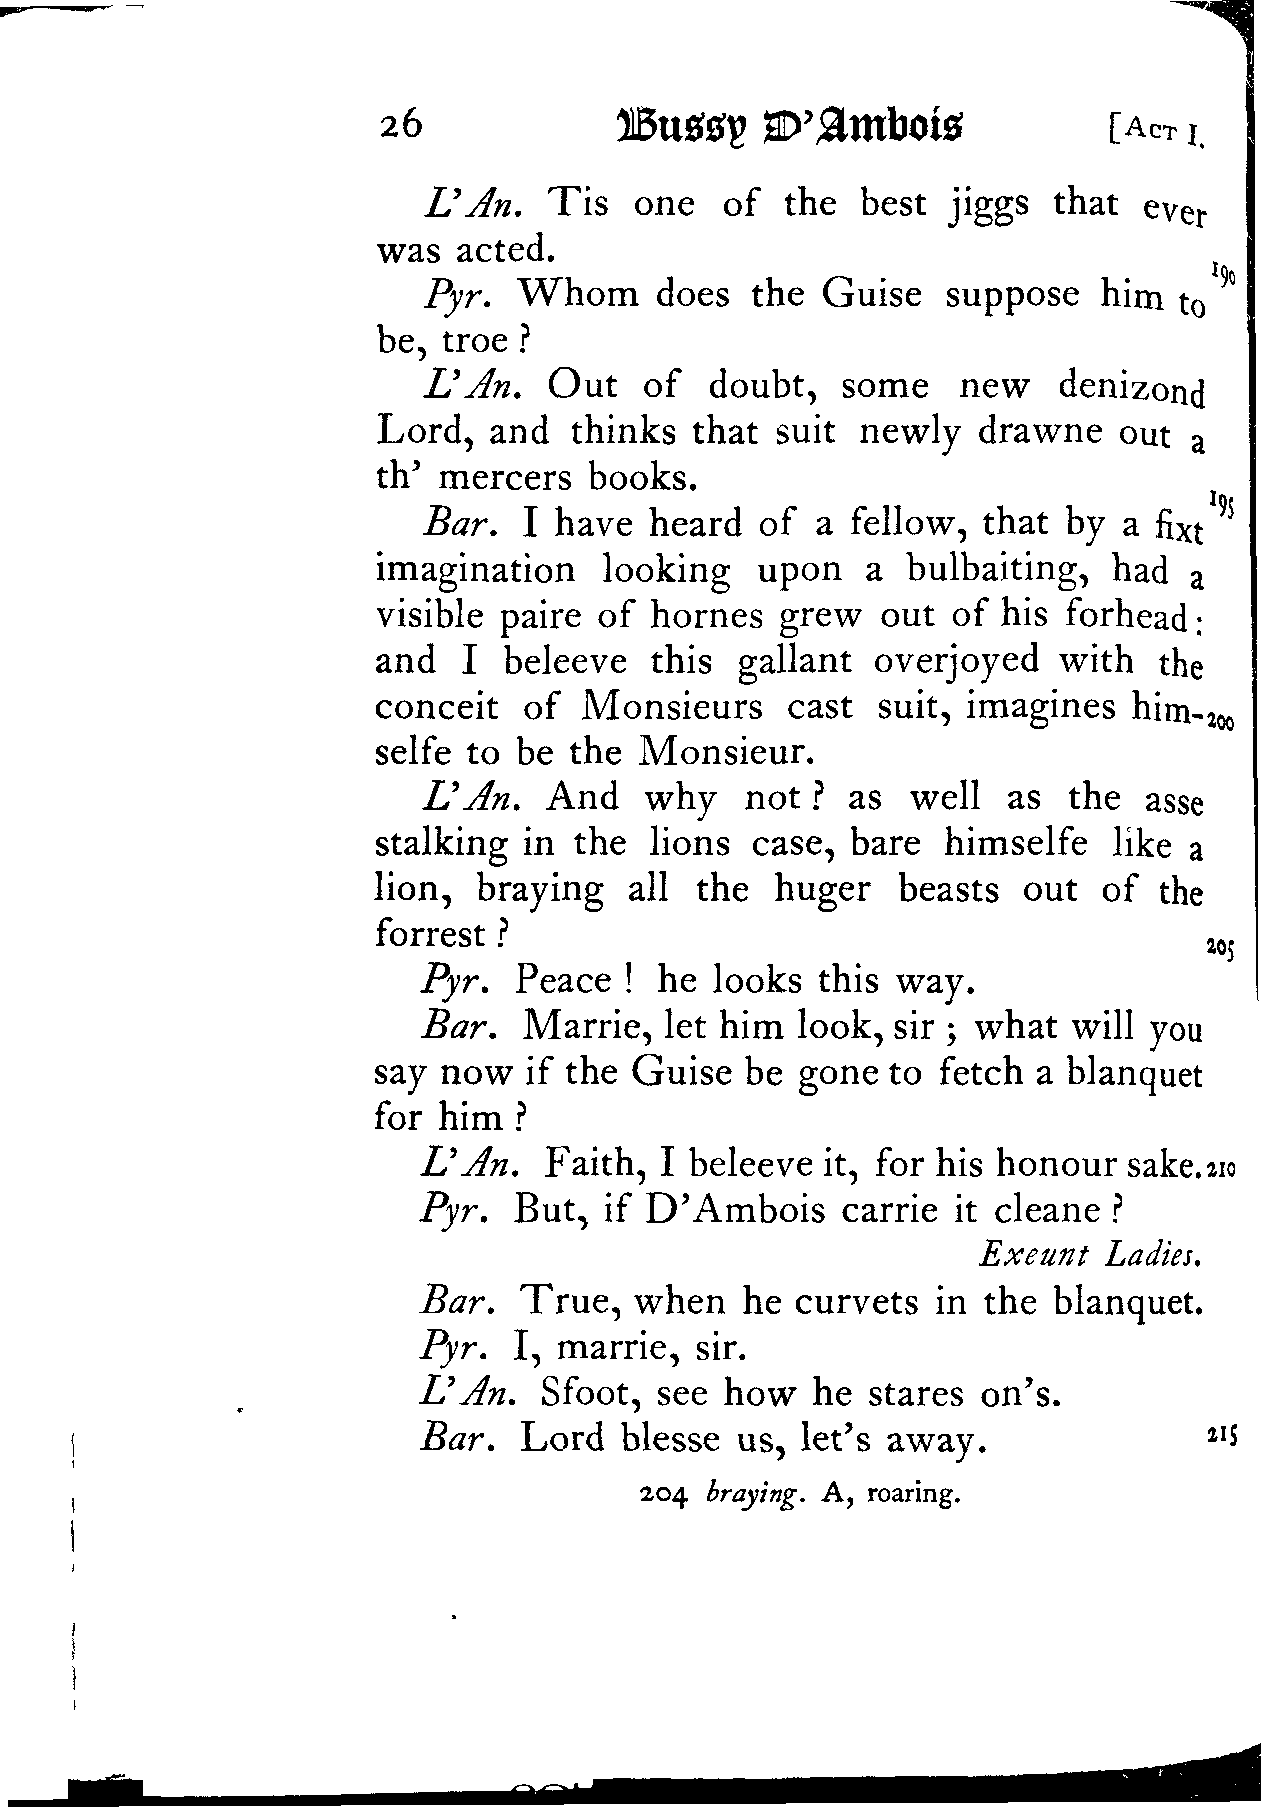 26 Bussy D'Ambois [ACT I.
L'An. Tis one of the best jiggs that ever
was acted.
Pyr. Whom does the Guise suppose him to 190
be, troe ?
L'An. Out of doubt, some new denizond
Lord, and thinks that suit newly drawne out a
th' mercers books.
Bar. I have heard of a fellow, that by a fixt 195
imagination looking upon a bulbaiting, had a
visible paire of hornes grew out of his forhead :
and I beleeve this gallant overjoyed with the
conceit of Monsieurs cast suit, imagines him- 200
selfe to be the Monsieur.
L'An. And why not ? as well as the asse
stalking in the lions case, bare himselfe like a
lion, braying all the huger beasts out of the
forrest ? 205
Pyr. Peace ! he looks this way.
Bar. Marrie, let him look, sir ; what will you
say now if the Guise be gone to fetch a blanquet
for him ?
L'An. Faith, I beleeve it, for his honour sake. 210
Pyr. But, if D'Ambois carrie it cleane ?
Exeunt Ladies.
Bar. True, when he curvets in the blanquet.
Pyr. I, marrie, sir.
L'An. Sfoot, see how he stares on's.
Bar. Lord blesse us, let's away. 215
204 braying. A, roaring.